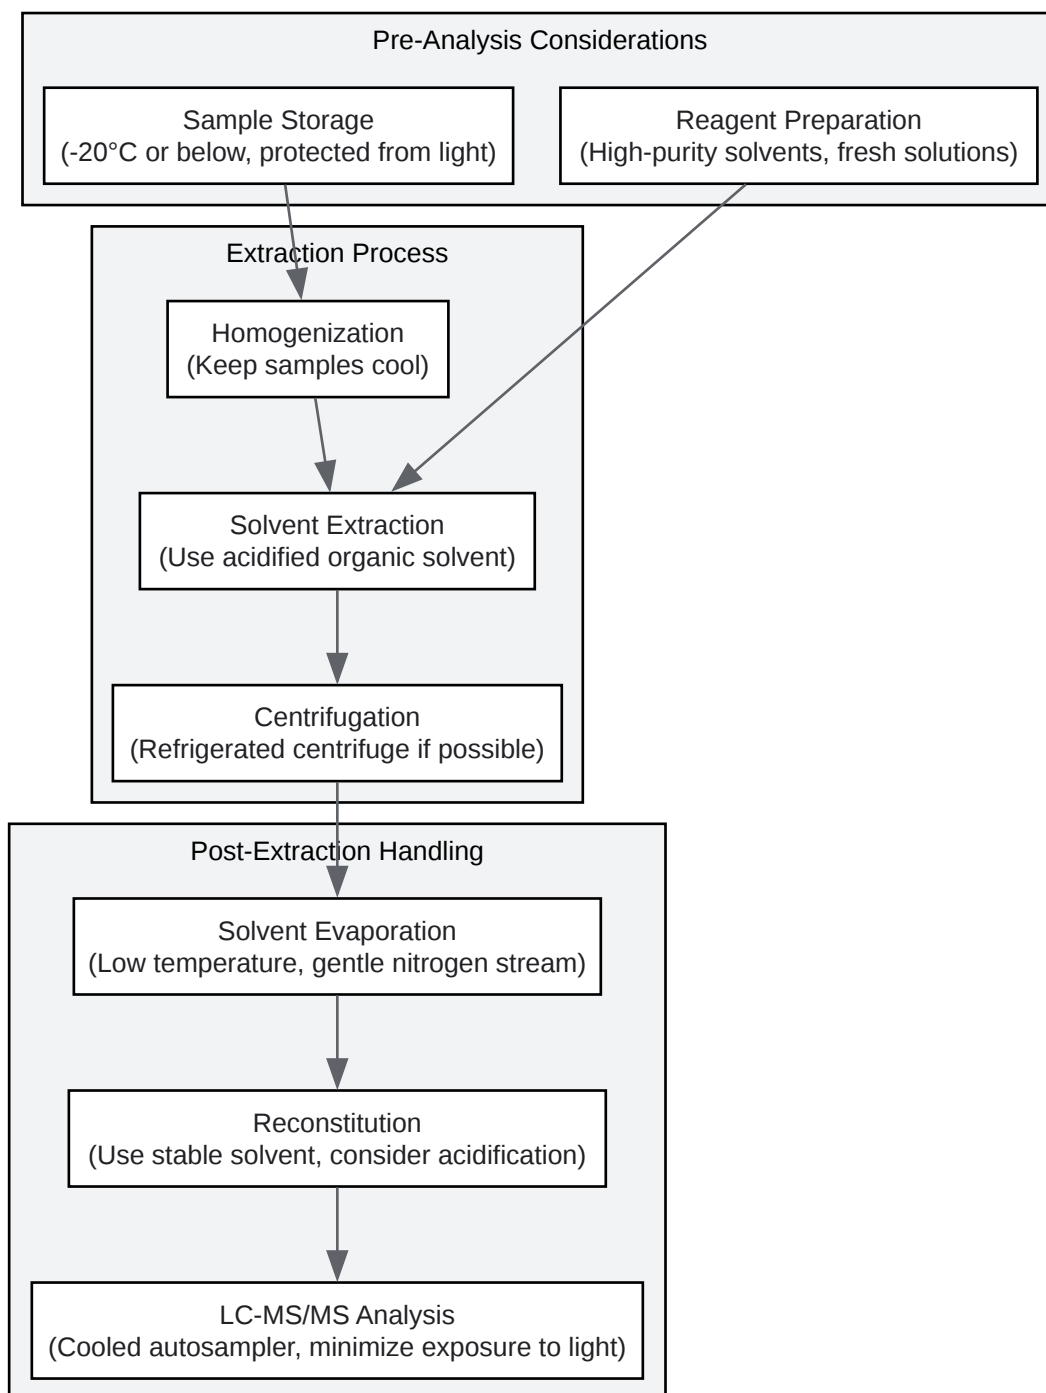 Pre-Analysis Considerations
Sample Storage
(-20°C or below, protected from light)
Reagent Preparation
(High-purity solvents, fresh solutions)
Extraction Process
Homogenization
(Keep samples cool)
Solvent Extraction
(Use acidified organic solvent)
Centrifugation
(Refrigerated centrifuge if possible)
Post-Extraction Handling
Solvent Evaporation
(Low temperature, gentle nitrogen stream)
Reconstitution
(Use stable solvent, consider acidification)
LC-MS/MS Analysis
(Cooled autosampler, minimize exposure to light)